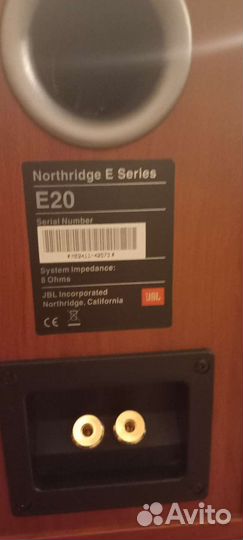 Northridge E Series
E20
Serial Number
System Impedance:
8 Ohms
JBL Incorporated
Northridge, California
CE
JBL
Avito